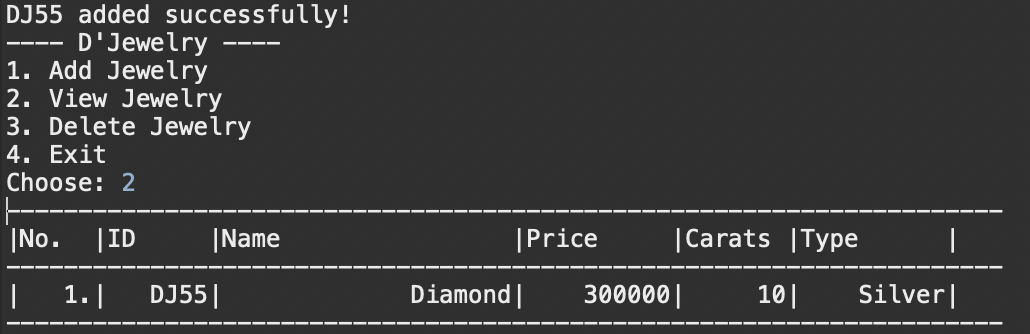 DJ55 added successfully!
---- D'Jewelry ----
1. Add Jewelry
2. View Jewelry
3. Delete Jewelry
4. Exit
Choose: 2
---------------------------------------------------------------------
|No.  |ID     |Name                |Price     |Carats |Type      |
---------------------------------------------------------------------
|   1.|   DJ55|             Diamond|    300000|     10|    Silver|
---------------------------------------------------------------------